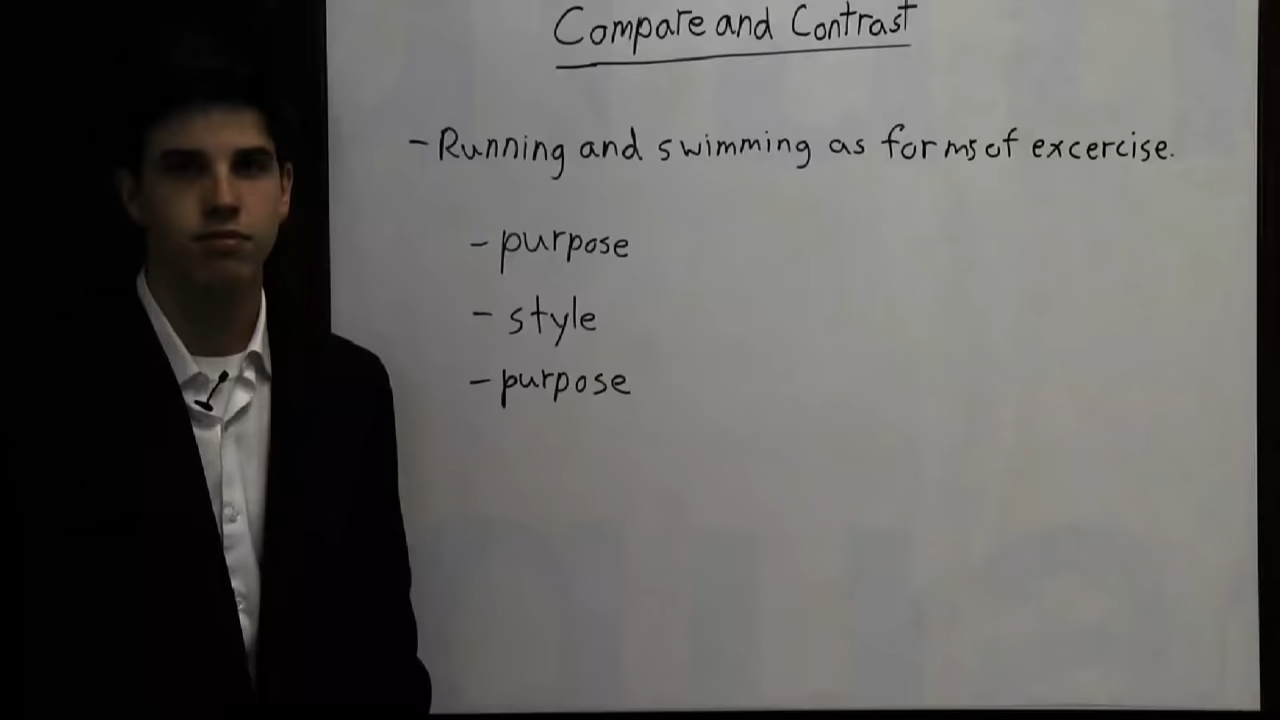 Compare and Contrast
- Running and swimming as forms of excercise.
- purpose
- style
- purpose